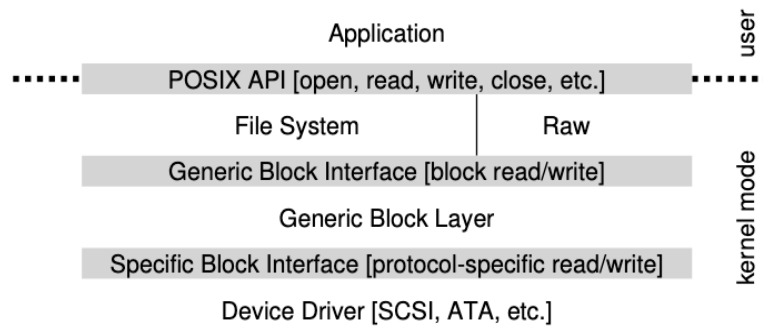 Application
user
POSIX API [open, read, write, close, etc.]
File System
Raw
Generic Block Interface [block read/write]
Generic Block Layer
kernel mode
Specific Block Interface [protocol-specific read/write]
Device Driver [SCSI, ATA, etc.]